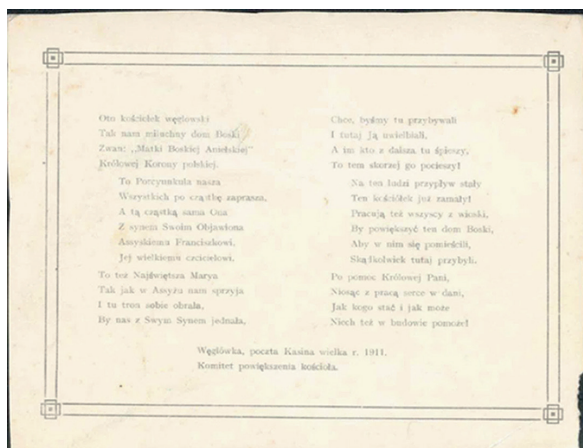 Oto kościółek węglowski
Tak nam miluchny dom Boski
Zwany „Matki Boskiej Anielskiej"
Królowej Korony polskiej.
To Porcyunkula nasza
Wszystkich po cząstkę zaprasza,
A tą cząstką sama Ona
Z synem Swoim Objawiona
Assyskiemu Franciszkowi,
Jej wielkiemu czcicielowi.
To też Najświętsza Marya
Tak jak w Assyżu nam sprzyja
I tu tron sobie obrała,
By nas z Swym Synem jednała,
Chce, byśmy tu przybywali
I tutaj Ją uwielbiali,
A im kto z dalsza tu śpieszy,
To tem skorzej go pocieszy!
Na ten ludzi przypływ stały
Ten kościółek już zamały!
Pracują też wszyscy z wioski,
By powiększyć ten dom Boski,
Aby w nim się pomieścili,
Skądkolwiek tutaj przybyli.
Po pomoc Królowej Pani,
Niosąc z pracą serce w dani,
Jak kogo stać i jak może
Niech też w budowie pomoże!
Węglówka, poczta Kasina wielka r. 1911.
Komitet powiększenia kościoła.